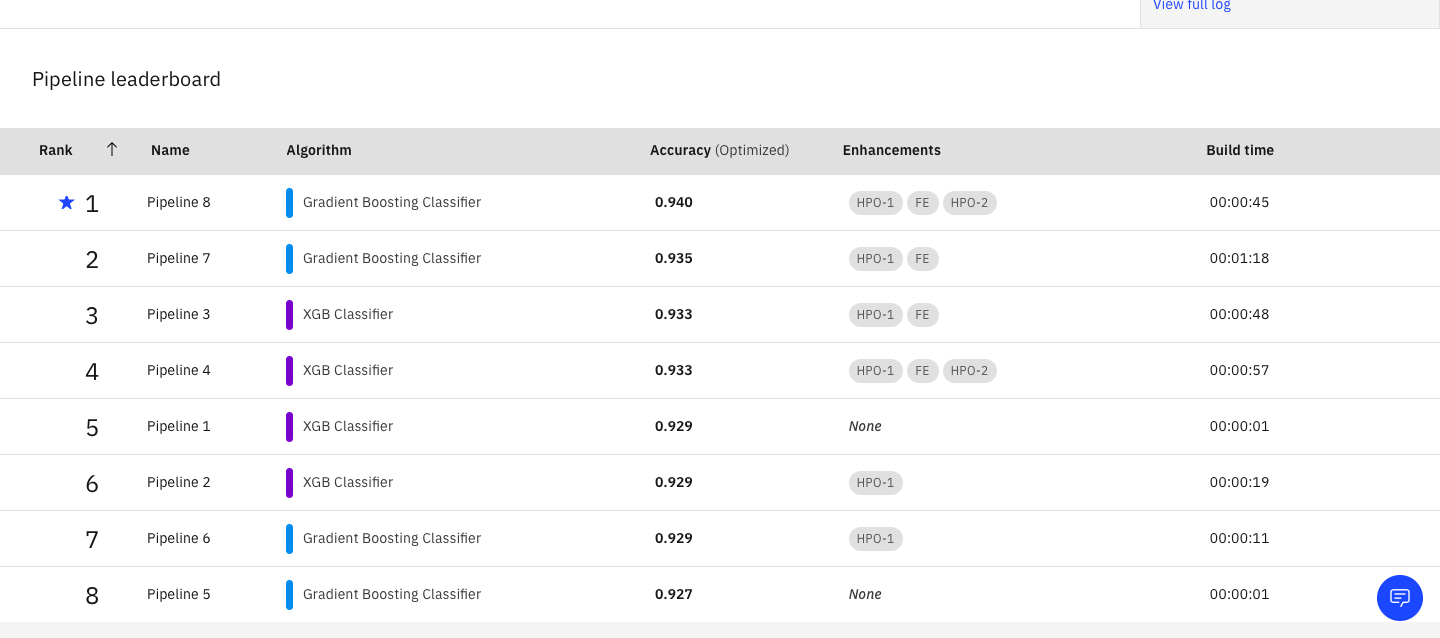 View full log
Pipeline leaderboard
Rank Name Algorithm Accuracy (Optimized) Enhancements Build time
1 Pipeline 8 Gradient Boosting Classifier 0.940 HPO-1 FE HPO-2 00:00:45
2 Pipeline 7 Gradient Boosting Classifier 0.935 HPO-1 FE 00:01:18
3 Pipeline 3 XGB Classifier 0.933 HPO-1 FE 00:00:48
4 Pipeline 4 XGB Classifier 0.933 HPO-1 FE HPO-2 00:00:57
5 Pipeline 1 XGB Classifier 0.929 None 00:00:01
6 Pipeline 2 XGB Classifier 0.929 HPO-1 00:00:19
7 Pipeline 6 Gradient Boosting Classifier 0.929 HPO-1 00:00:11
8 Pipeline 5 Gradient Boosting Classifier 0.927 None 00:00:01